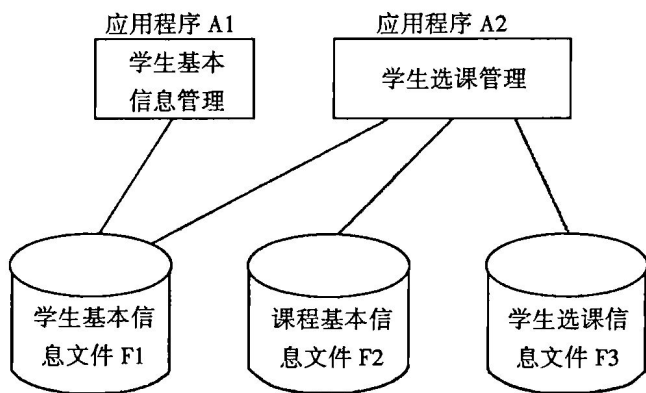 应用程序 A1
应用程序 A2
学生基本
信息管理
学生选课管理
学生基本信
息文件 F1
课程基本信
息文件 F2
学生选课信
息文件 F3